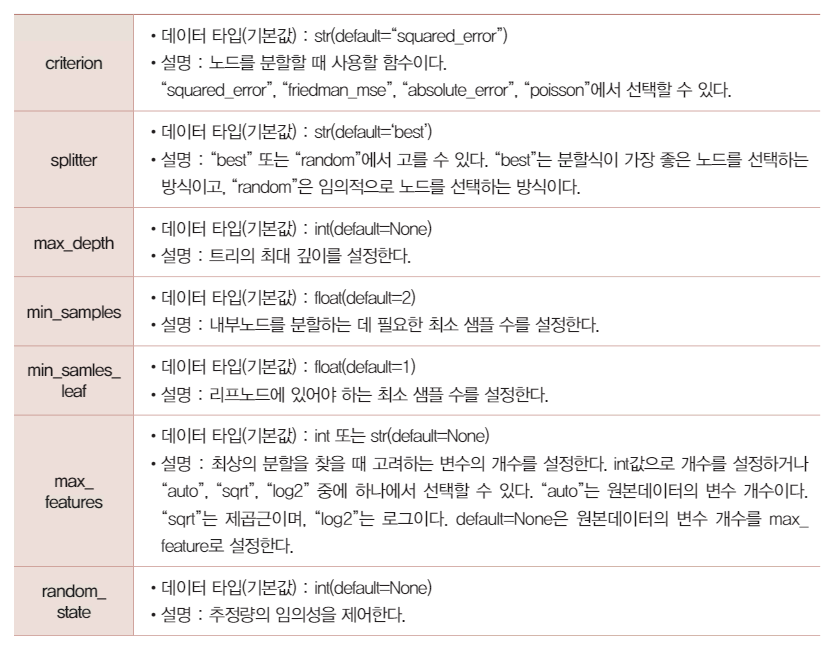 criterion
• 데이터 타입(기본값) : str(default=“squared_error”)
• 설명 : 노드를 분할할 때 사용할 함수이다.
“squared_error”, “friedman_mse”, “absolute_error”, “poisson”에서 선택할 수 있다.
splitter
• 데이터 타입(기본값) : str(default=‘best’)
• 설명 : “best” 또는 “random”에서 고를 수 있다. “best”는 분할식이 가장 좋은 노드를 선택하는
방식이고, “random”은 임의적으로 노드를 선택하는 방식이다.
max_depth
• 데이터 타입(기본값) : int(default=None)
• 설명 : 트리의 최대 깊이를 설정한다.
min_samples
• 데이터 타입(기본값) : float(default=2)
• 설명 : 내부노드를 분할하는 데 필요한 최소 샘플 수를 설정한다.
min_samles_
leaf
• 데이터 타입(기본값) : float(default=1)
• 설명 : 리프노드에 있어야 하는 최소 샘플 수를 설정한다.
max_
features
• 데이터 타입(기본값) : int 또는 str(default=None)
• 설명 : 최상의 분할을 찾을 때 고려하는 변수의 개수를 설정한다. int값으로 개수를 설정하거나
“auto”, “sqrt”, “log2” 중에 하나에서 선택할 수 있다. “auto”는 원본데이터의 변수 개수이다.
“sqrt”는 제곱근이며, “log2”는 로그이다. default=None은 원본데이터의 변수 개수를 max_
feature로 설정한다.
random_
state
• 데이터 타입(기본값) : int(default=None)
• 설명 : 추정량의 임의성을 제어한다.